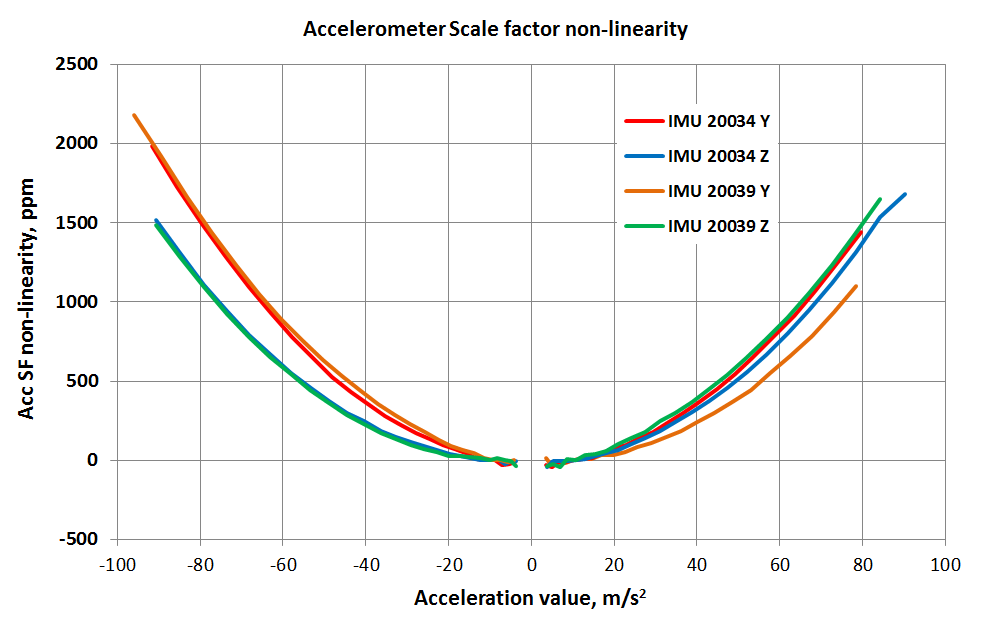 Accelerometer Scale factor non-linearity
2500
2000
1500
1000
500
0
-500
Acc SF non-linearity, ppm
IMU 20034 Y
IMU 20034 Z
IMU 20039 Y
IMU 20039 Z
-100 -80 -60 -40 -20 0 20 40 60 80 100
Acceleration value, m/s²